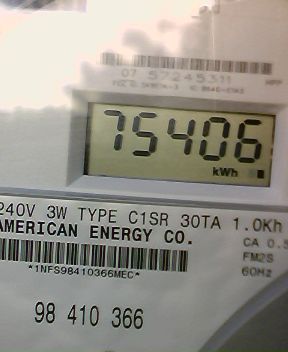 07 57245311
75406
kWh
240V 3W TYPE C1SR 30TA 1.0Kh
AMERICAN ENERGY CO.
CA 0.5
FM2S
*1NFS98410366MEC*
60Hz
98 410 366